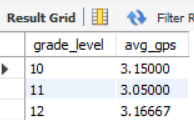 Result Grid Filter R
grade_level avg_gps
10 3.15000
11 3.05000
12 3.16667